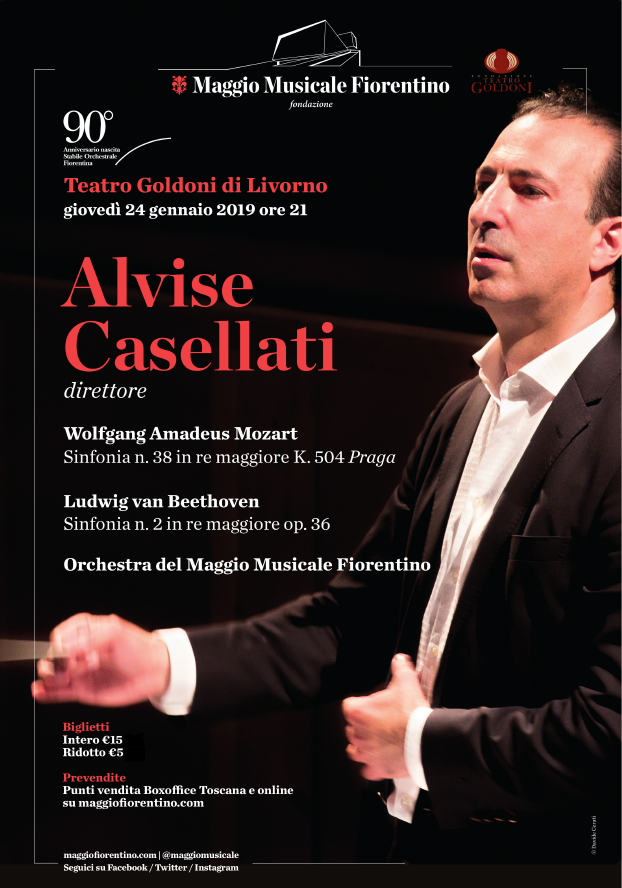 Maggio Musicale Fiorentino
fondazione
FONDAZIONE
TEATRO
GOLDONI
90°
Anniversario nascita
Stabile Orchestrale
Fiorentina
Teatro Goldoni di Livorno
giovedì 24 gennaio 2019 ore 21
Alvise
Casellati
direttore
Wolfgang Amadeus Mozart
Sinfonia n. 38 in re maggiore K. 504 Praga
Ludwig van Beethoven
Sinfonia n. 2 in re maggiore op. 36
Orchestra del Maggio Musicale Fiorentino
Biglietti
Intero €15
Ridotto €5
Prevendite
Punti vendita Boxoffice Toscana e online
su maggiofiorentino.com
maggiofiorentino.com | @maggiomusicale
Seguici su Facebook / Twitter / Instagram
© Davide Cerati